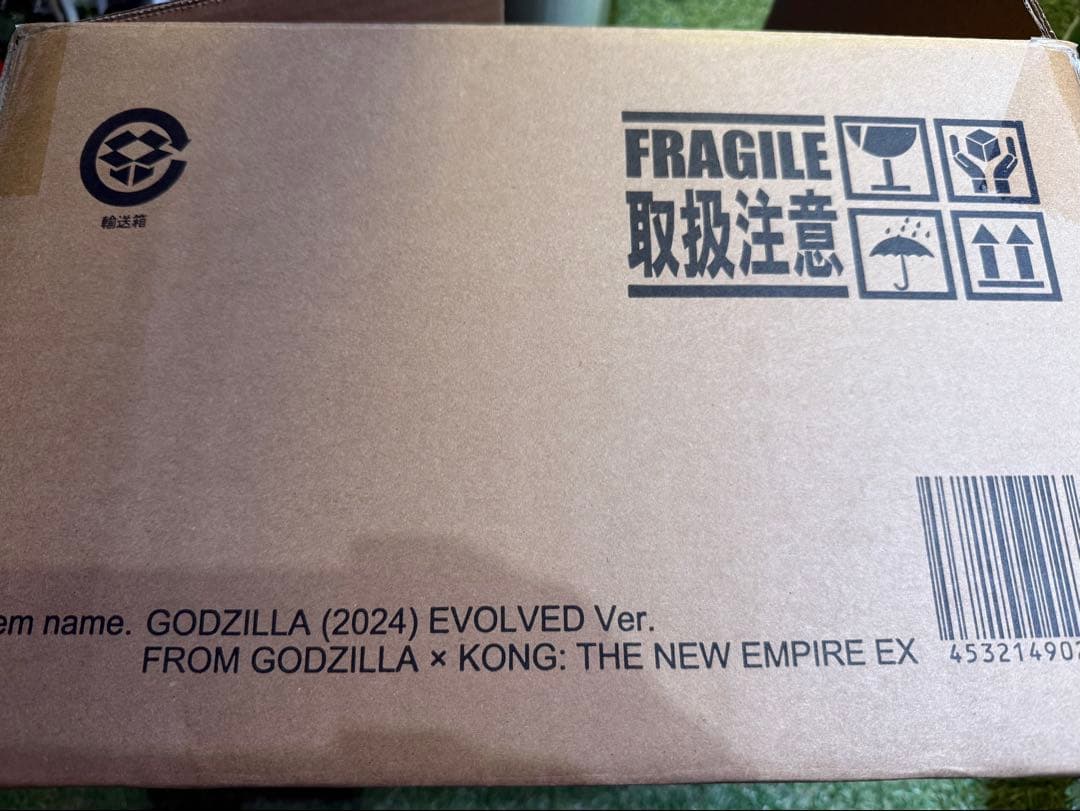 輸送箱
FRAGILE
取扱注意
em name. GODZILLA (2024) EVOLVED Ver.
FROM GODZILLA × KONG: THE NEW EMPIRE EX
453214902